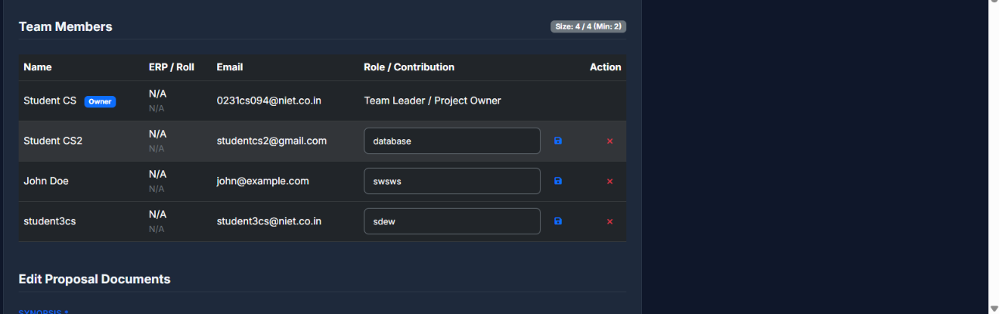 Team Members
Size: 4 / 4 (Min: 2)
Name ERP / Roll Email Role / Contribution Action
Student CS Owner N/A 0231cs094@niet.co.in Team Leader / Project Owner
N/A
Student CS2 N/A studentcs2@gmail.com database
N/A
John Doe N/A john@example.com swsws
N/A
student3cs N/A student3cs@niet.co.in sdew
N/A
Edit Proposal Documents
SYNOPSIS *